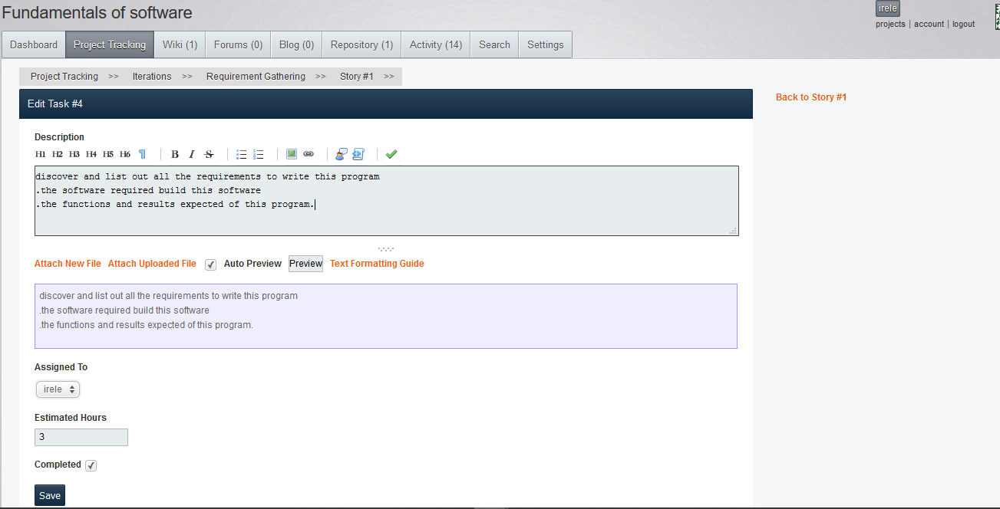 Fundamentals of software
irele
projects | account | logout
Dashboard Project Tracking Wiki (1) Forums (0) Blog (0) Repository (1) Activity (14) Search Settings
Project Tracking >> Iterations >> Requirement Gathering >> Story #1 >>
Edit Task #4
Back to Story #1
Description
H1 H2 H3 H4 H5 H6 ¶ B I S
discover and list out all the requirements to write this program
.the software required build this software
.the functions and results expected of this program.
Attach New File Attach Uploaded File Auto Preview Preview Text Formatting Guide
discover and list out all the requirements to write this program
.the software required build this software
.the functions and results expected of this program.
Assigned To
irele
Estimated Hours
3
Completed
Save